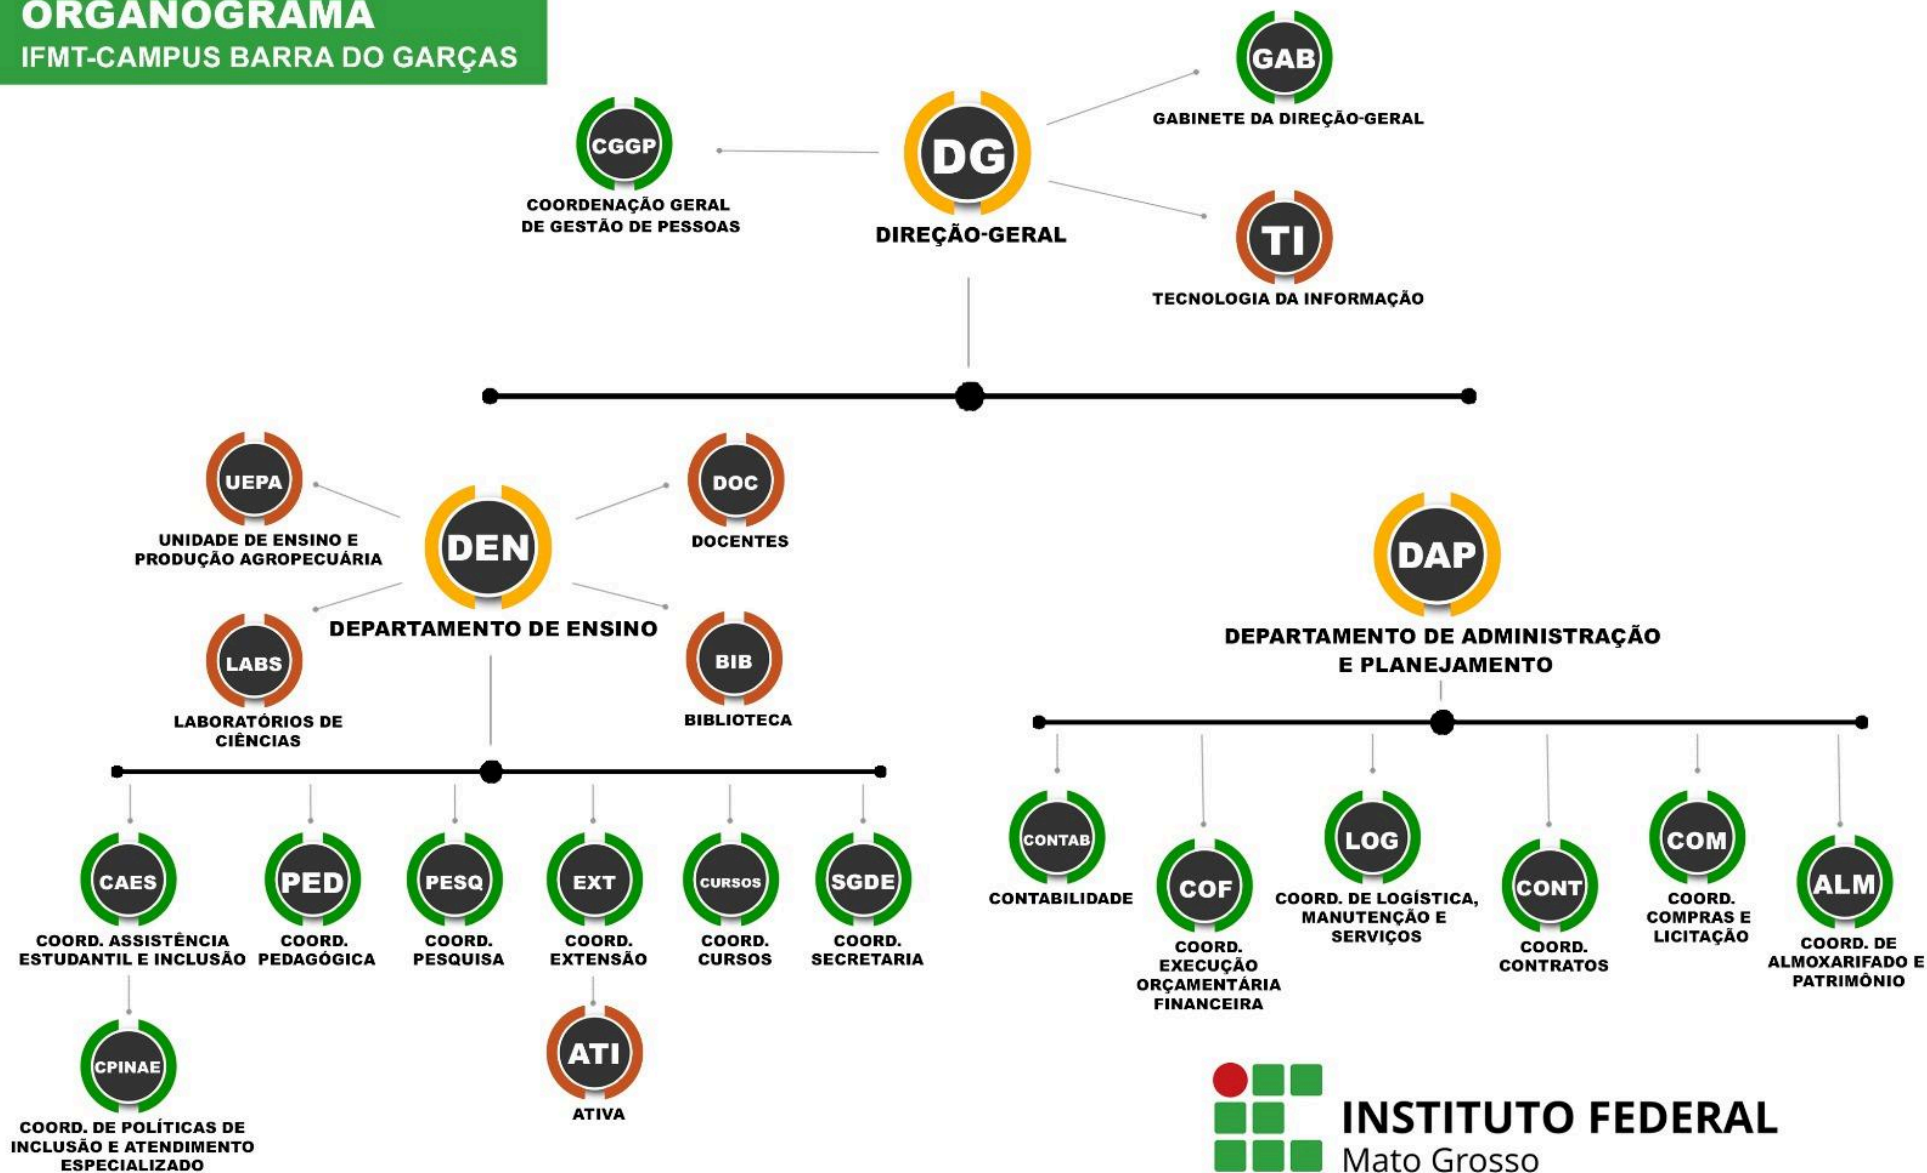 ORGANOGRAMA
IFMT-CAMPUS BARRA DO GARÇAS
GAB
GABINETE DA DIREÇÃO-GERAL
CGGP
COORDENAÇÃO GERAL
DE GESTÃO DE PESSOAS
DG
DIREÇÃO-GERAL
TI
TECNOLOGIA DA INFORMAÇÃO
UEPA
UNIDADE DE ENSINO E
PRODUÇÃO AGROPECUÁRIA
DOC
DOCENTES
DEN
DEPARTAMENTO DE ENSINO
LABS
LABORATÓRIOS DE
CIÊNCIAS
BIB
BIBLIOTECA
DAP
DEPARTAMENTO DE ADMINISTRAÇÃO
E PLANEJAMENTO
CAES
COORD. ASSISTÊNCIA
ESTUDANTIL E INCLUSÃO
PED
COORD.
PEDAGÓGICA
PESQ
COORD.
PESQUISA
EXT
COORD.
EXTENSÃO
CURSOS
COORD.
CURSOS
SGDE
COORD.
SECRETARIA
CPINAE
COORD. DE POLÍTICAS DE
INCLUSÃO E ATENDIMENTO
ESPECIALIZADO
ATI
ATIVA
CONTAB
CONTABILIDADE
COF
COORD.
EXECUÇÃO
ORÇAMENTÁRIA
FINANCEIRA
LOG
COORD. DE LOGÍSTICA,
MANUTENÇÃO E
SERVIÇOS
CONT
COORD.
CONTRATOS
COM
COORD.
COMPRAS E
LICITAÇÃO
ALM
COORD. DE
ALMOXARIFADO E
PATRIMÔNIO
INSTITUTO FEDERAL
Mato Grosso